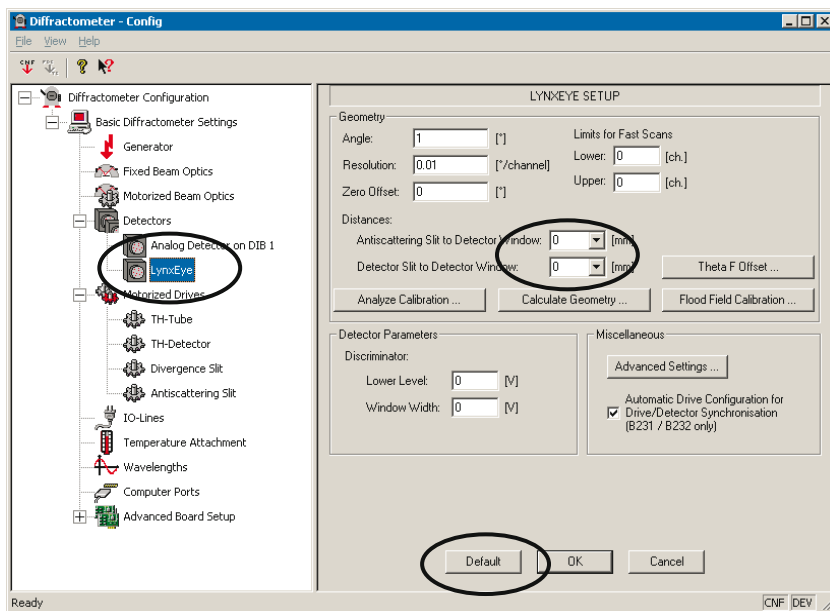 Diffractometer - Config
File View Help
CNF
Diffractometer Configuration
Basic Diffractometer Settings
Generator
Fixed Beam Optics
Motorized Beam Optics
Detectors
Analog Detector on DIB 1
LynxEye
Motorized Drives
TH-Tube
TH-Detector
Divergence Slit
Antiscattering Slit
IO-Lines
Temperature Attachment
Wavelengths
Computer Ports
Advanced Board Setup
LYNXEYE SETUP
Geometry
Angle: 1 [°]
Resolution: 0.01 [°/channel]
Zero Offset: 0 [°]
Limits for Fast Scans
Lower: 0 [ch.]
Upper: 0 [ch.]
Distances:
Antiscattering Slit to Detector Window: 0 [mm]
Detector Slit to Detector Window: 0 [mm]
Theta F Offset ...
Analyze Calibration ... Calculate Geometry ... Flood Field Calibration ...
Detector Parameters
Discriminator:
Lower Level: 0 [V]
Window Width: 0 [V]
Miscellaneous
Advanced Settings ...
Automatic Drive Configuration for
Drive/Detector Synchronisation
(B231 / B232 only)
Default OK Cancel
Ready CNF DEV